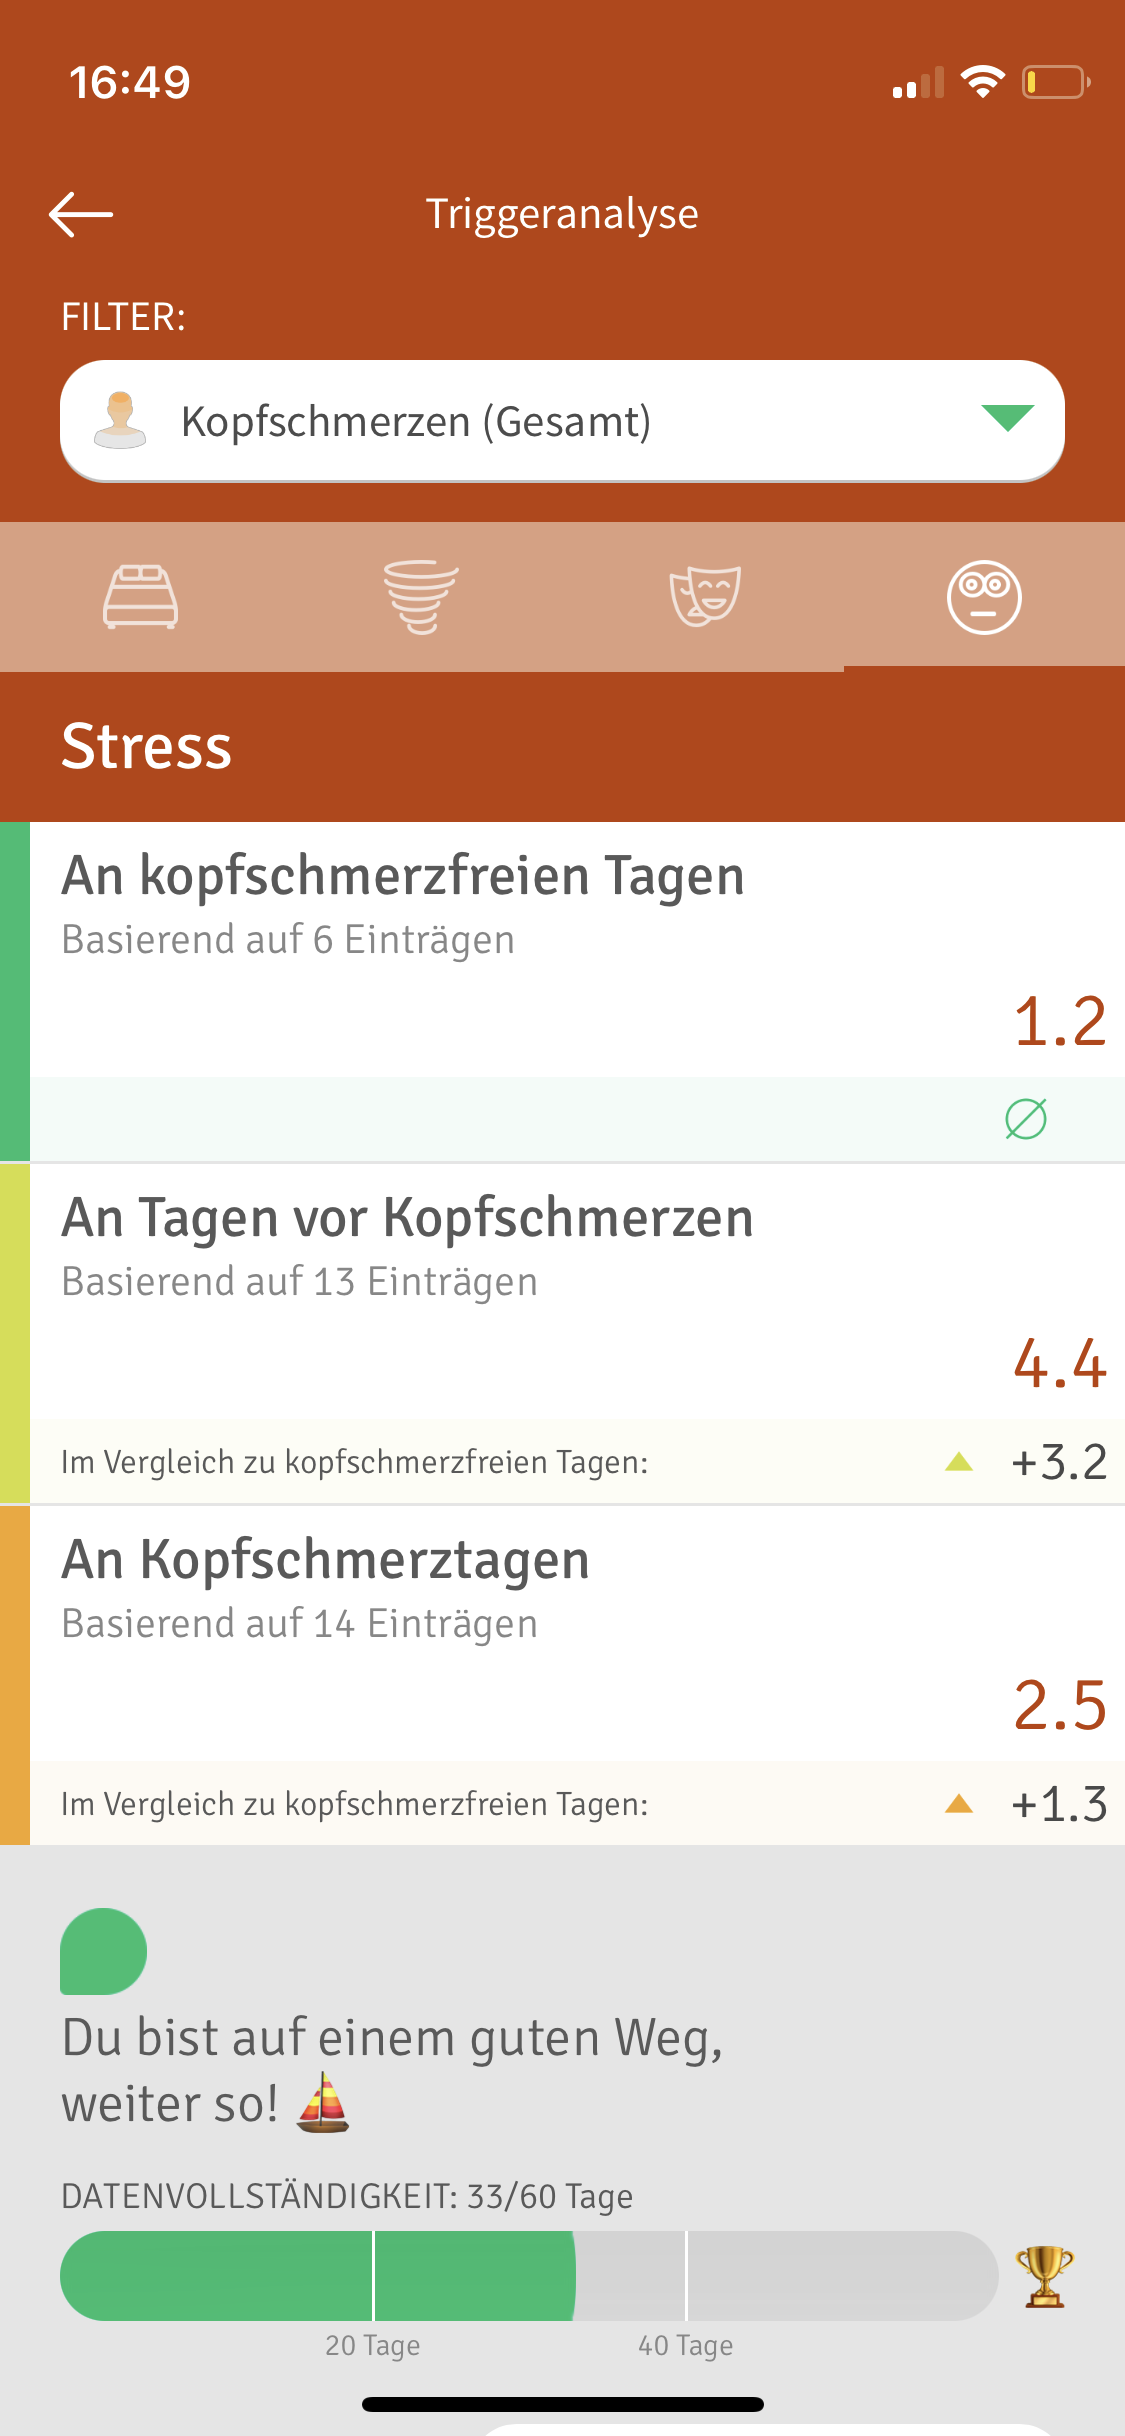 16:49
Triggeranalyse
FILTER:
Kopfschmerzen (Gesamt)
Stress
An kopfschmerzfreien Tagen
Basierend auf 6 Einträgen
1.2
∅
An Tagen vor Kopfschmerzen
Basierend auf 13 Einträgen
4.4
Im Vergleich zu kopfschmerzfreien Tagen: +3.2
An Kopfschmerztagen
Basierend auf 14 Einträgen
2.5
Im Vergleich zu kopfschmerzfreien Tagen: +1.3
Du bist auf einem guten Weg,
weiter so! ⛵
DATENVOLLSTÄNDIGKEIT: 33/60 Tage
20 Tage 40 Tage